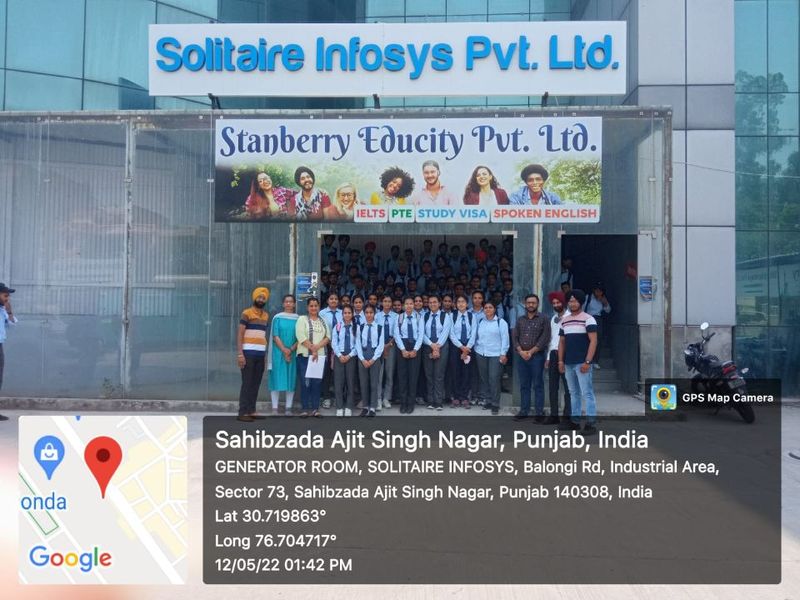 Solitaire Infosys Pvt. Ltd.
Stanberry Educity Pvt. Ltd.
IELTS PTE STUDY VISA SPOKEN ENGLISH
GPS Map Camera
Sahibzada Ajit Singh Nagar, Punjab, India
GENERATOR ROOM, SOLITAIRE INFOSYS, Balongi Rd, Industrial Area,
Sector 73, Sahibzada Ajit Singh Nagar, Punjab 140308, India
Lat 30.719863°
Long 76.704717°
12/05/22 01:42 PM
onda
Google